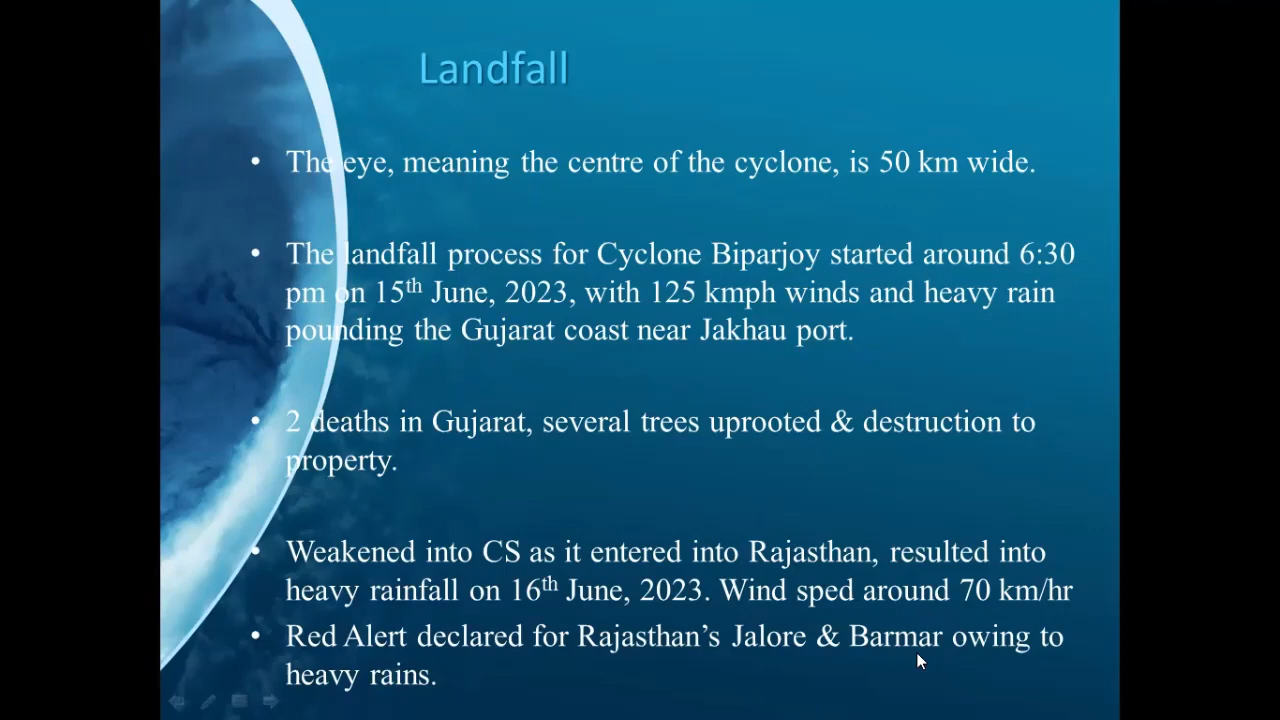 Landfall
• The eye, meaning the centre of the cyclone, is 50 km wide.
• The landfall process for Cyclone Biparjoy started around 6:30
pm on 15th June, 2023, with 125 kmph winds and heavy rain
pounding the Gujarat coast near Jakhau port.
• 2 deaths in Gujarat, several trees uprooted & destruction to
property.
• Weakened into CS as it entered into Rajasthan, resulted into
heavy rainfall on 16th June, 2023. Wind sped around 70 km/hr
• Red Alert declared for Rajasthan’s Jalore & Barmar owing to
heavy rains.